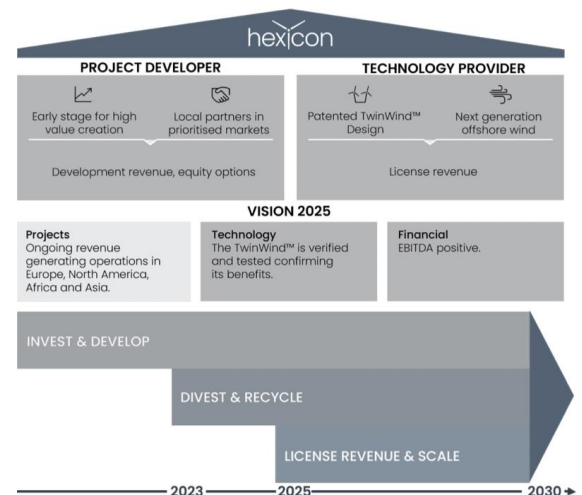 hexicon
PROJECT DEVELOPER
TECHNOLOGY PROVIDER
Early stage for high
value creation
Local partners in
prioritised markets
Patented TwinWind™
Design
Next generation
offshore wind
Development revenue, equity options
License revenue
VISION 2025
Projects
Ongoing revenue
generating operations in
Europe, North America,
Africa and Asia.
Technology
The TwinWind™ is verified
and tested confirming
its benefits.
Financial
EBITDA positive.
INVEST & DEVELOP
DIVEST & RECYCLE
LICENSE REVENUE & SCALE
2023
2025
2030